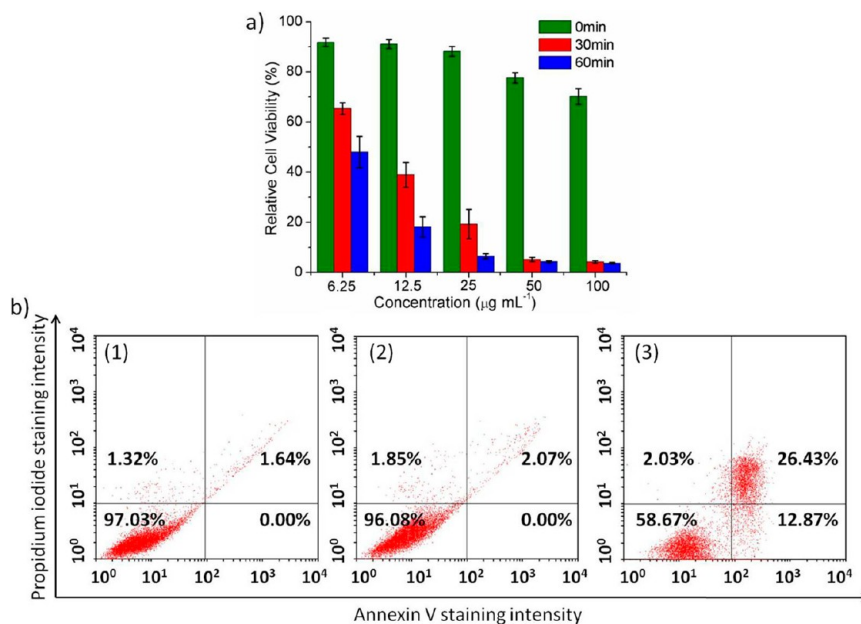 a)
Relative Cell Viability (%)
100
80
60
40
20
0
0min
30min
60min
6.25 12.5 25 50 100
Concentration (µg mL⁻¹)
b)
Propidium iodide staining intensity
(1)
10⁴
10³
10²
10¹
10⁰
1.32% 1.64%
97.03% 0.00%
10⁰ 10¹ 10² 10³ 10⁴
(2)
10⁴
10³
10²
10¹
10⁰
1.85% 2.07%
96.08% 0.00%
10⁰ 10¹ 10² 10³ 10⁴
(3)
10⁴
10³
10²
10¹
10⁰
2.03% 26.43%
58.67% 12.87%
10⁰ 10¹ 10² 10³ 10⁴
Annexin V staining intensity